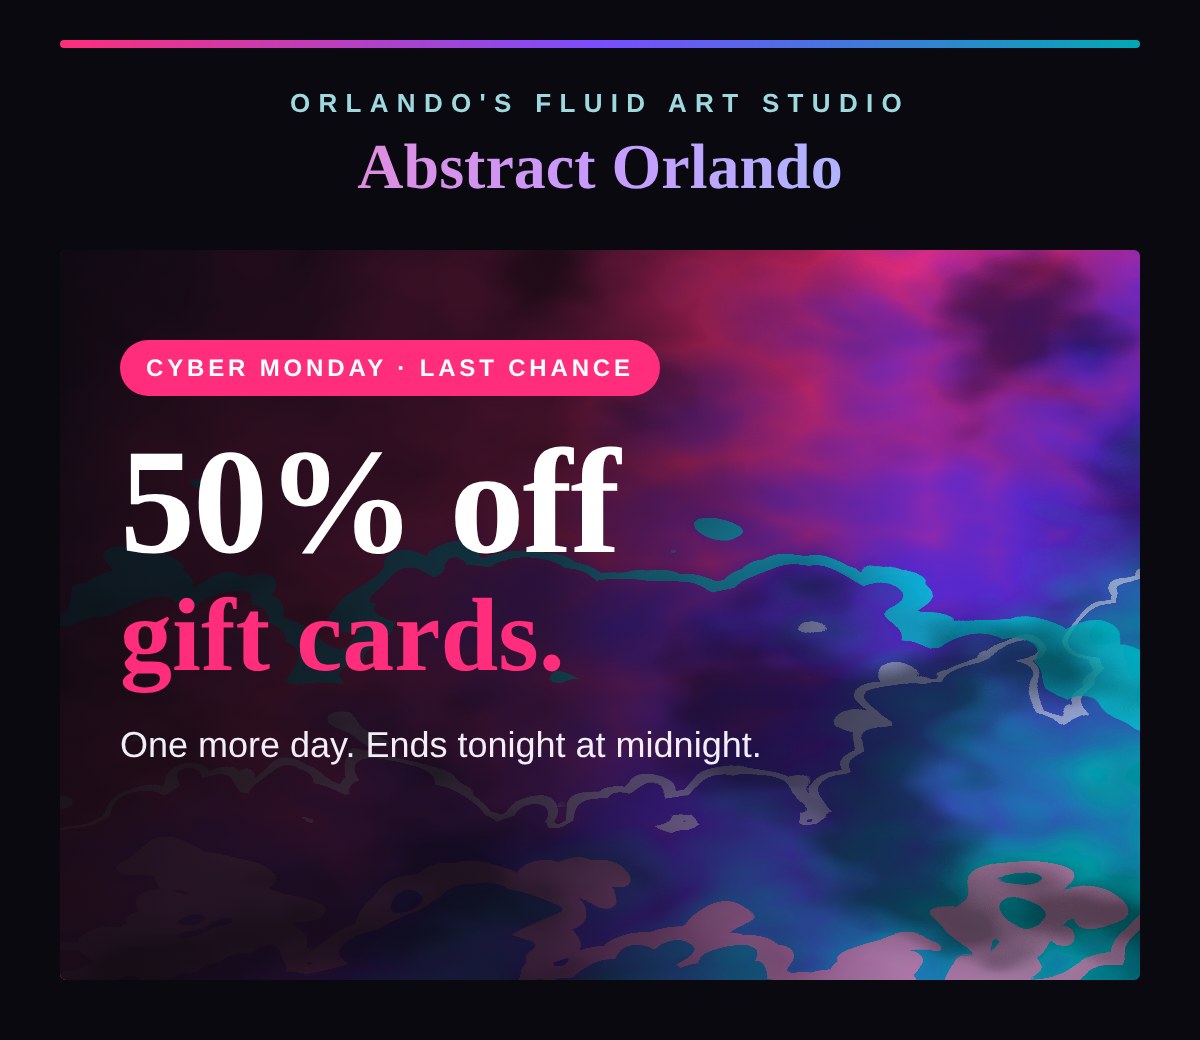 ORLANDO'S FLUID ART STUDIO
Abstract Orlando
CYBER MONDAY · LAST CHANCE
50% off
gift cards.
One more day. Ends tonight at midnight.